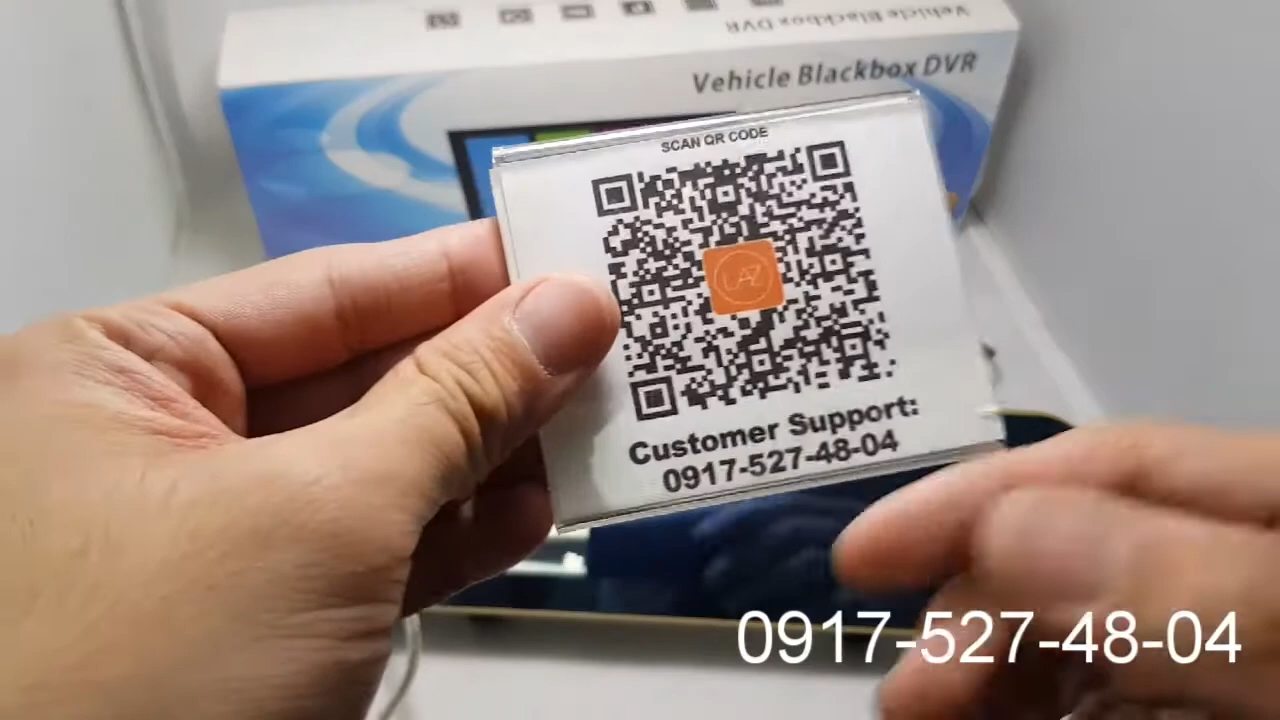 Vehicle Blackbox DVR
Vehicle Blackbox DVR
SCAN QR CODE
LAZ
Customer Support:
0917-527-48-04
0917-527-48-04